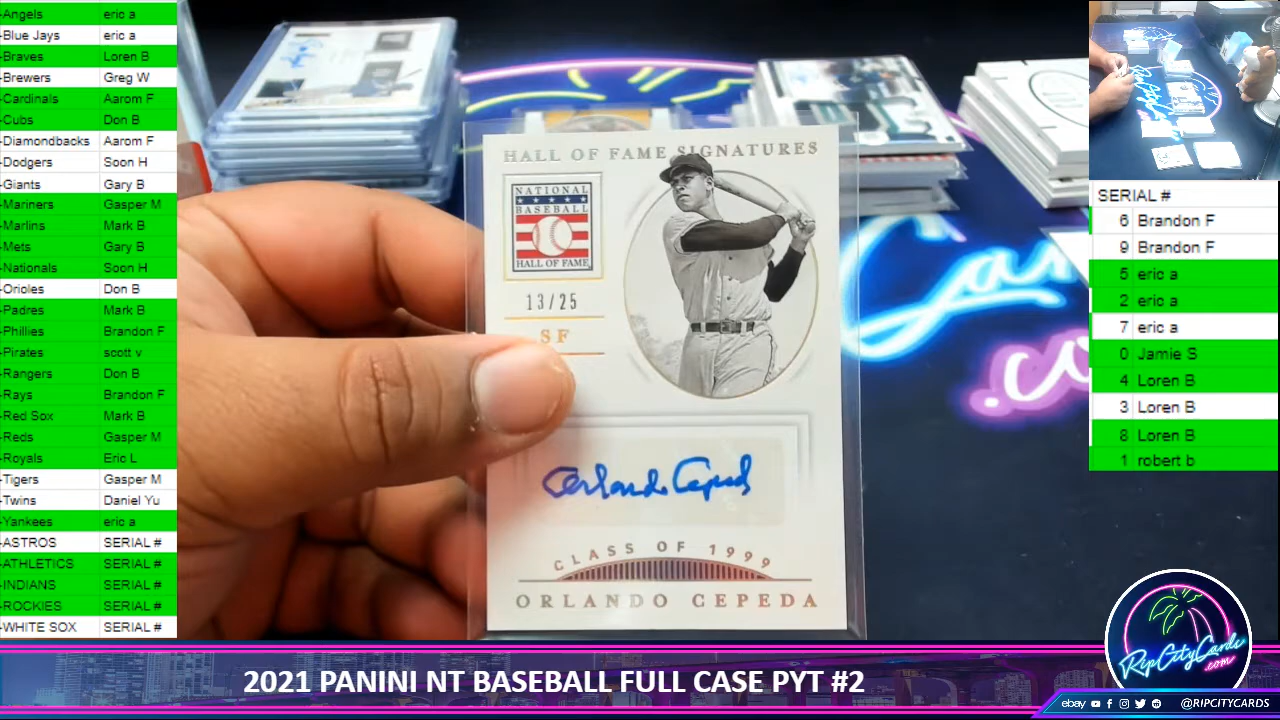 -Angels eric a
-Blue Jays eric a
-Braves Loren B
-Brewers Greg W
-Cardinals Aarom F
-Cubs Don B
-Diamondbacks Aarom F
-Dodgers Soon H
-Giants Gary B
-Mariners Gasper M
-Marlins Mark B
-Mets Gary B
-Nationals Soon H
-Orioles Don B
-Padres Mark B
-Phillies Brandon F
-Pirates scott v
-Rangers Don B
-Rays Brandon F
-Red Sox Mark B
-Reds Gasper M
-Royals Eric L
-Tigers Gasper M
-Twins Daniel Yu
-Yankees eric a
-ASTROS SERIAL #
-ATHLETICS SERIAL #
-INDIANS SERIAL #
-ROCKIES SERIAL #
-WHITE SOX SERIAL #
HALL OF FAME SIGNATURES
NATIONAL
BASEBALL
HALL OF FAME
13/25
SF
Orlando Cepeda
CLASS OF 1999
ORLANDO CEPEDA
SERIAL #
6 Brandon F
9 Brandon F
5 eric a
2 eric a
7 eric a
0 Jamie S
4 Loren B
3 Loren B
8 Loren B
1 robert b
2021 PANINI NT BASEBALL FULL CASE PYT #2
RipCityCards
.com
ebay @RIPCITYCARDS